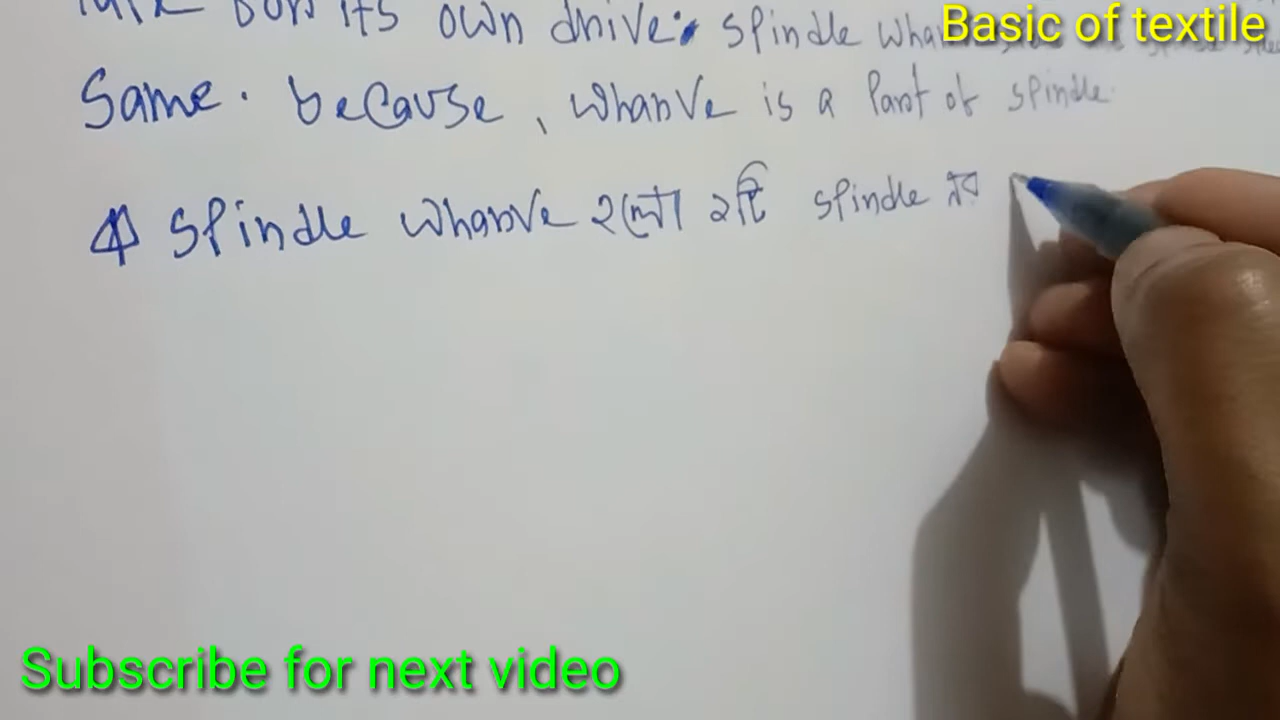 Basic of textile
its own drive: spindle
Same. because, wharve is a Part of spindle.
spindle wharve হলো ২টি spindle এর
Subscribe for next video